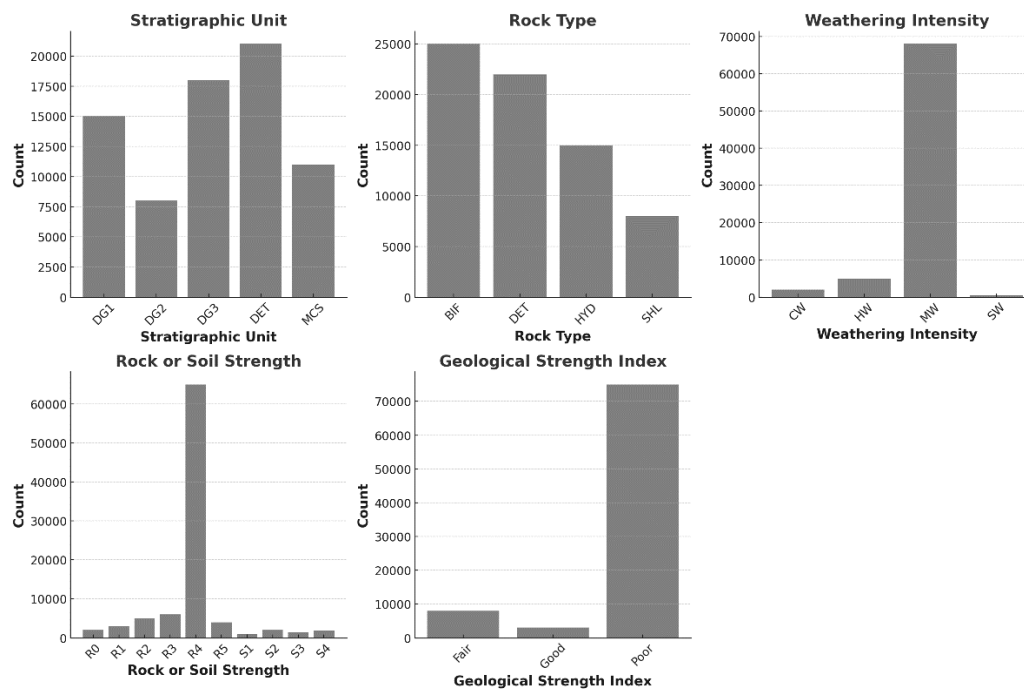 Stratigraphic Unit
Count
20000
17500
15000
12500
10000
7500
5000
2500
0
DG1
DG2
DG3
DET
MCS
Stratigraphic Unit
Rock Type
Count
25000
20000
15000
10000
5000
0
BIF
DET
HYD
SHL
Rock Type
Weathering Intensity
Count
70000
60000
50000
40000
30000
20000
10000
0
CW
HW
MW
SW
Weathering Intensity
Rock or Soil Strength
Count
60000
50000
40000
30000
20000
10000
0
R0
R1
R2
R3
R4
R5
S1
S2
S3
S4
Rock or Soil Strength
Geological Strength Index
Count
70000
60000
50000
40000
30000
20000
10000
0
Fair
Good
Poor
Geological Strength Index